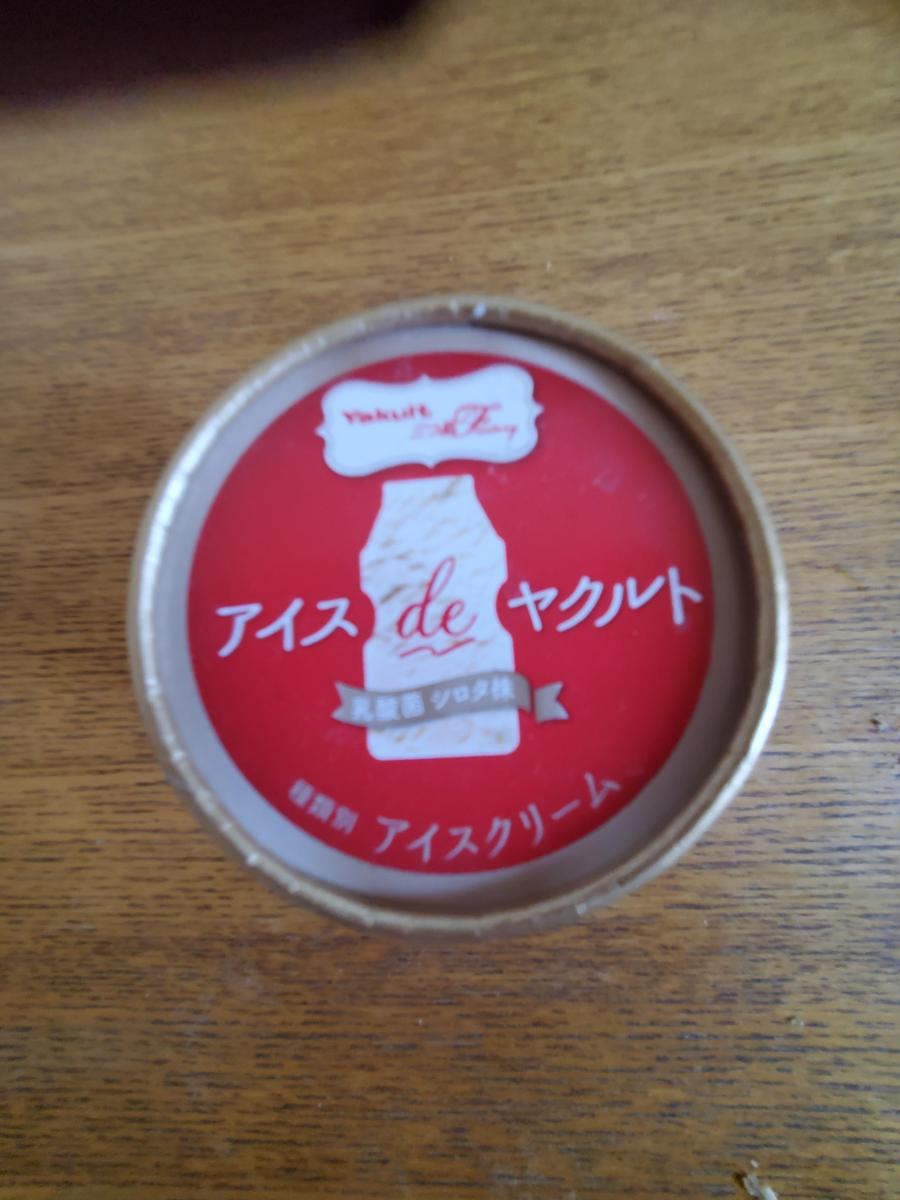 Yakult
アイス de ヤクルト
乳酸菌 シロタ株
種類別 アイスクリーム